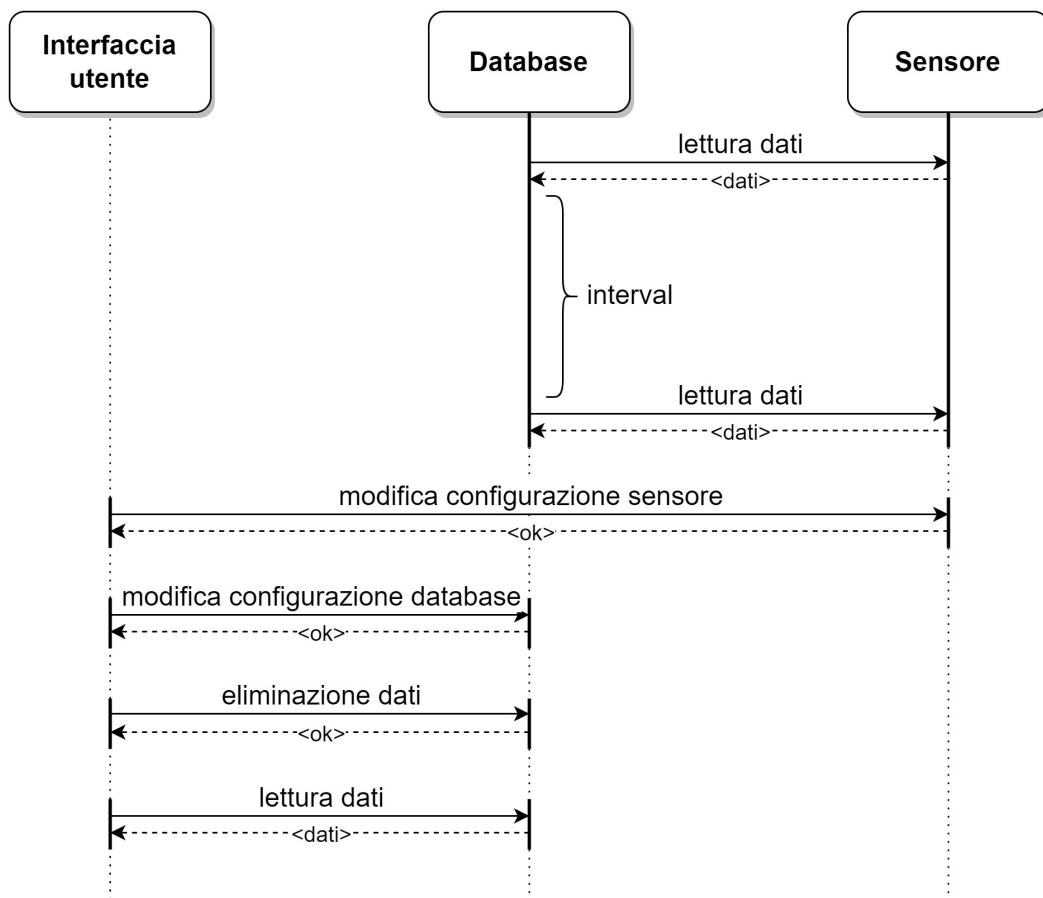 Interfaccia
utente
Database
Sensore
lettura dati
<dati>
interval
lettura dati
<dati>
modifica configurazione sensore
<ok>
modifica configurazione database
<ok>
eliminazione dati
<ok>
lettura dati
<dati>